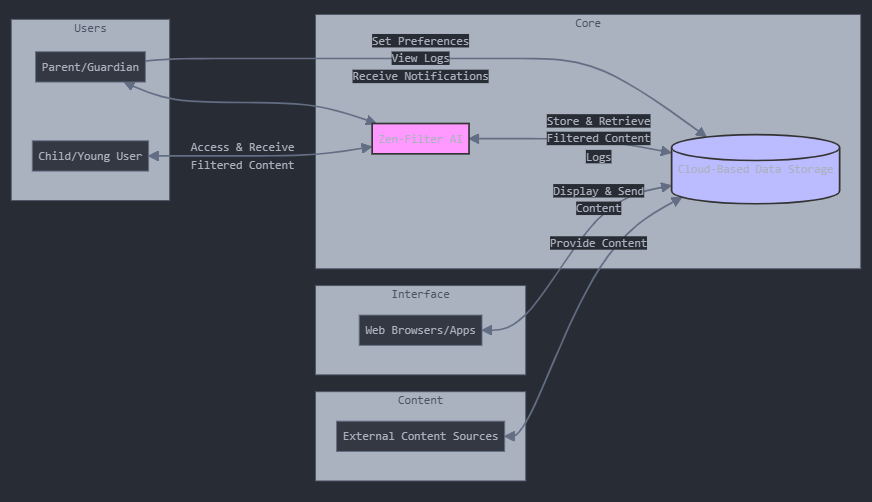 Users
Parent/Guardian
Child/Young User
Access & Receive
Filtered Content
Core
Set Preferences
View Logs
Receive Notifications
Zen-Filter AI
Store & Retrieve
Filtered Content
Logs
Cloud-Based Data Storage
Display & Send
Content
Provide Content
Interface
Web Browsers/Apps
Content
External Content Sources